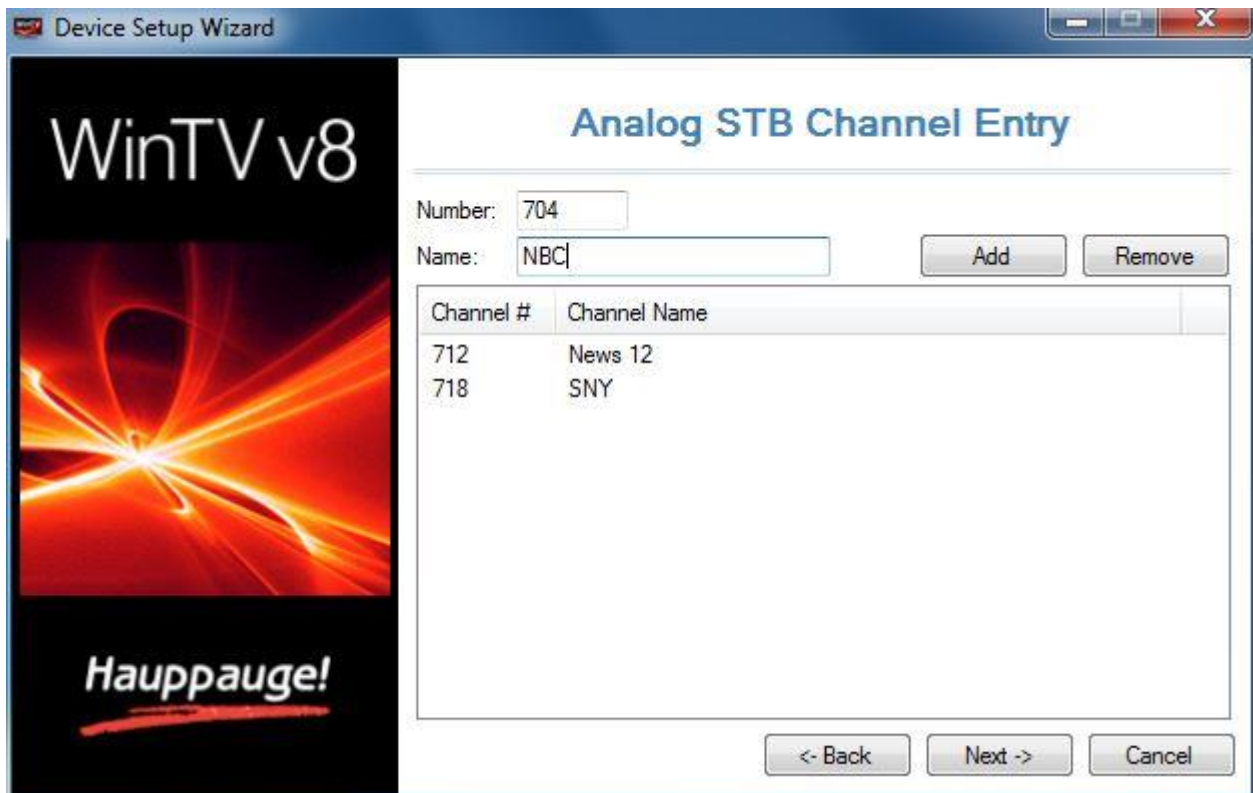 Device Setup Wizard
WinTV v8
Hauppauge!
Analog STB Channel Entry
Number: 704
Name: NBC Add Remove
Channel # Channel Name
712 News 12
718 SNY
<- Back Next -> Cancel